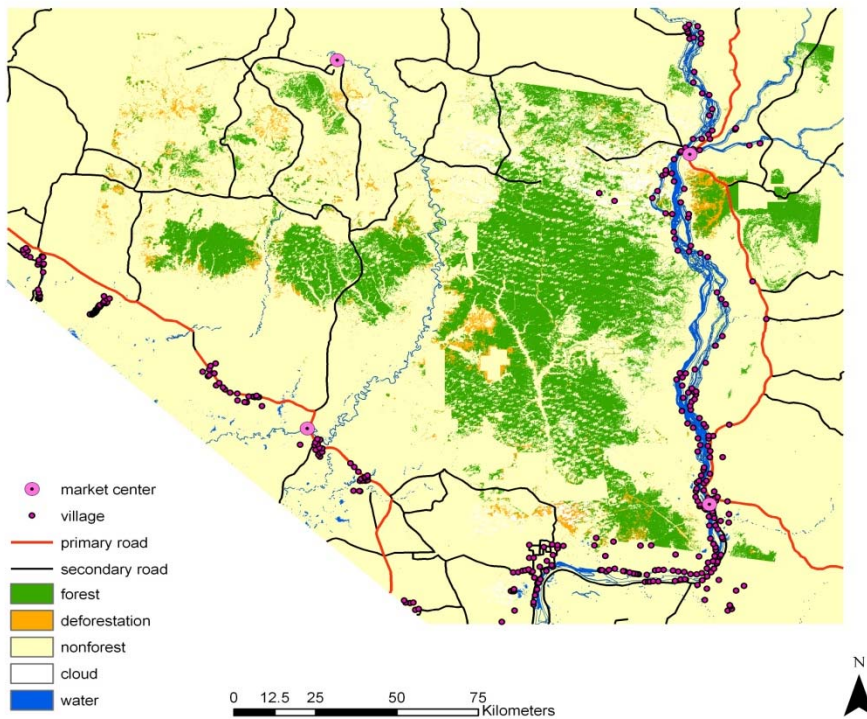 market center
village
primary road
secondary road
forest
deforestation
nonforest
cloud
water
0 12.5 25 50 75
Kilometers
N